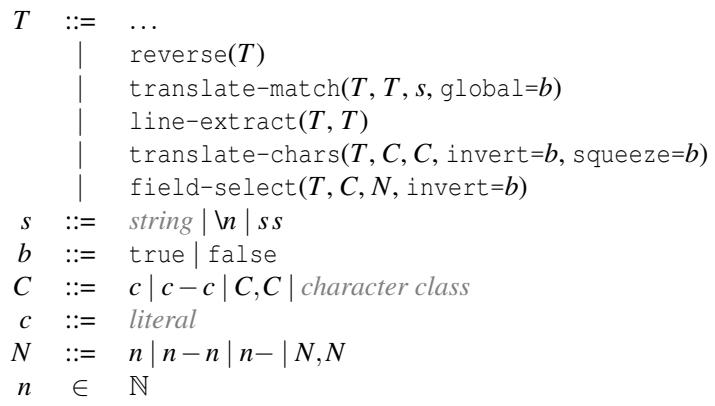 T ::= ...
| reverse(T)
| translate-match(T, T, s, global=b)
| line-extract(T, T)
| translate-chars(T, C, C, invert=b, squeeze=b)
| field-select(T, C, N, invert=b)
s ::= string | \n | s s
b ::= true | false
C ::= c | c − c | C,C | character class
c ::= literal
N ::= n | n − n | n− | N,N
n ∈ ℕ